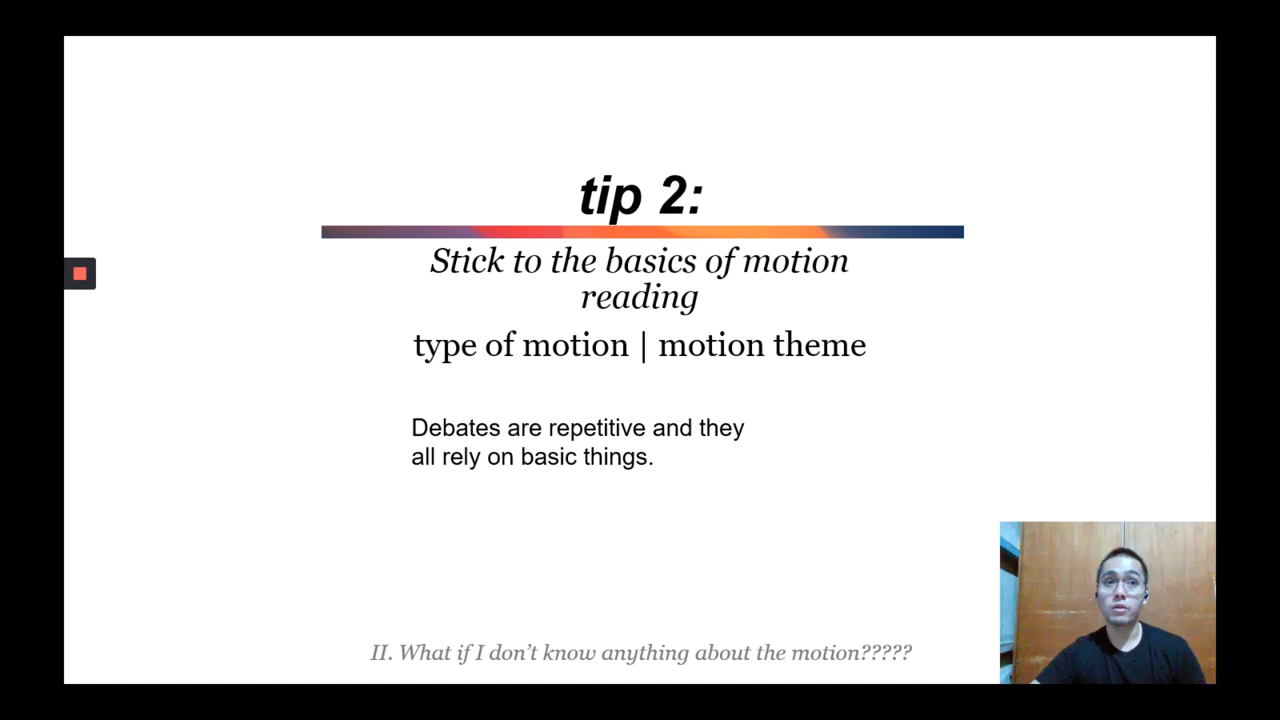 tip 2:
Stick to the basics of motion
reading
type of motion | motion theme
Debates are repetitive and they
all rely on basic things.
II. What if I don't know anything about the motion?????